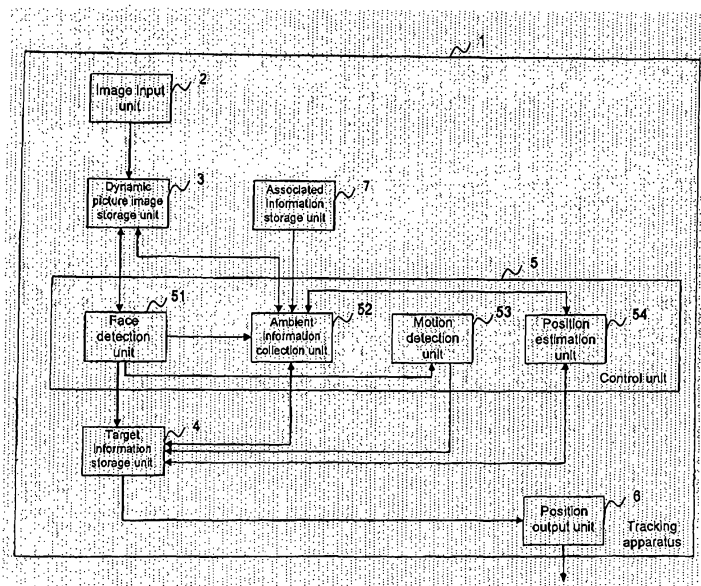 1
Image Input
unit
2
Dynamic
picture image
storage unit
3
Associated
Information
storage unit
7
5
Face
detection
unit
51
Ambient
information
collection unit
52
Motion
detection
unit
53
Position
estimation
unit
54
Control unit
Target
information
storage unit
4
Position
output unit
6
Tracking
apparatus